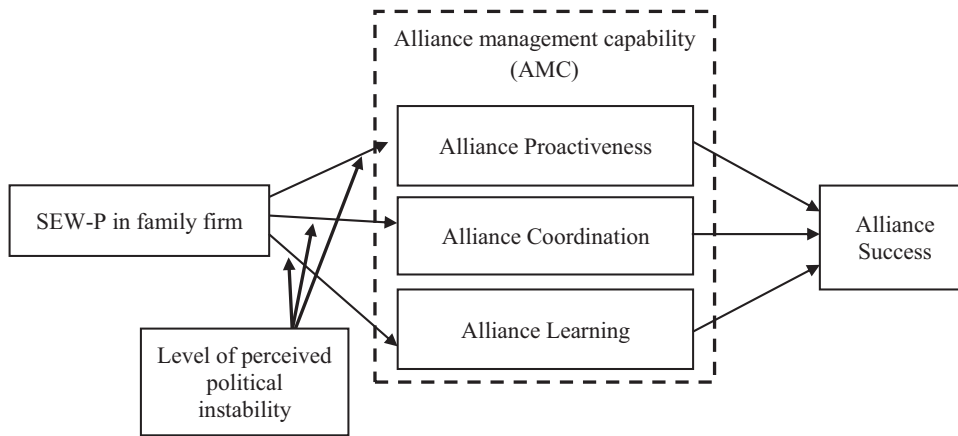 Alliance management capability
(AMC)
Alliance Proactiveness
SEW-P in family firm
Alliance Coordination
Alliance
Success
Alliance Learning
Level of perceived
political
instability